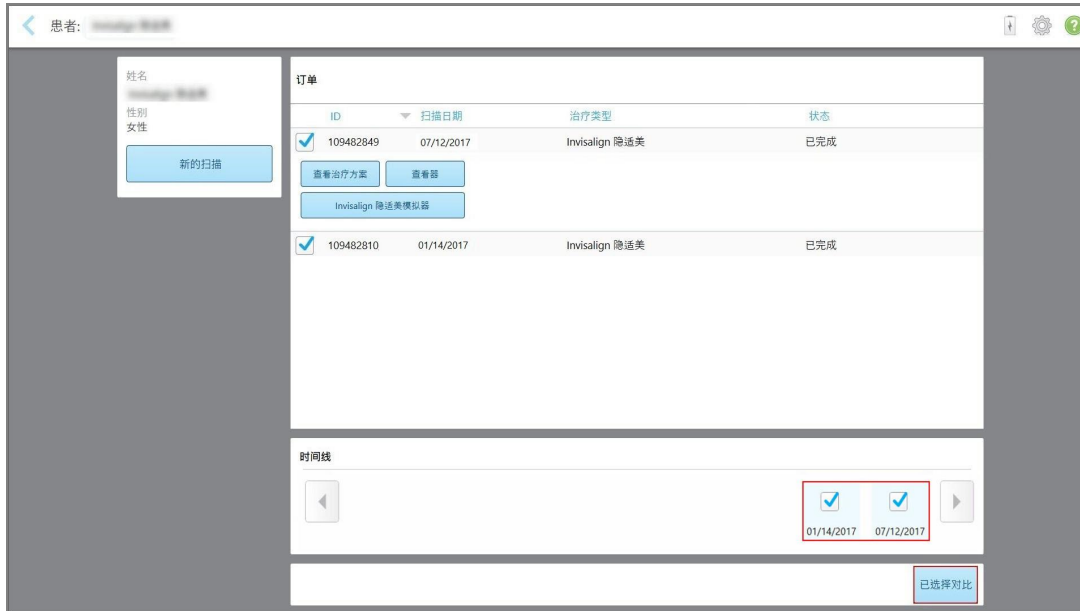 患者:
姓名
性别
女性
新的扫描
订单
ID 扫描日期 治疗类型 状态
109482849 07/12/2017 Invisalign 隐适美 已完成
查看治疗方案 查看器
Invisalign 隐适美模拟器
109482810 01/14/2017 Invisalign 隐适美 已完成
时间线
01/14/2017 07/12/2017
已选择对比